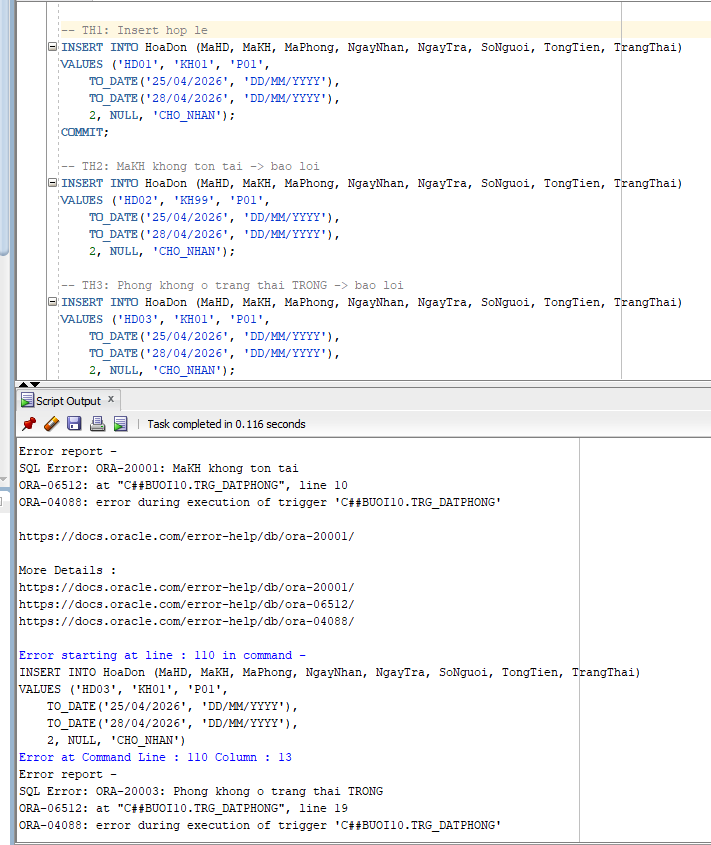 -- TH1: Insert hop le
INSERT INTO HoaDon (MaHD, MaKH, MaPhong, NgayNhan, NgayTra, SoNguoi, TongTien, TrangThai)
VALUES ('HD01', 'KH01', 'P01',
    TO_DATE('25/04/2026', 'DD/MM/YYYY'),
    TO_DATE('28/04/2026', 'DD/MM/YYYY'),
    2, NULL, 'CHO_NHAN');
COMMIT;
-- TH2: MaKH khong ton tai -> bao loi
INSERT INTO HoaDon (MaHD, MaKH, MaPhong, NgayNhan, NgayTra, SoNguoi, TongTien, TrangThai)
VALUES ('HD02', 'KH99', 'P01',
    TO_DATE('25/04/2026', 'DD/MM/YYYY'),
    TO_DATE('28/04/2026', 'DD/MM/YYYY'),
    2, NULL, 'CHO_NHAN');
-- TH3: Phong khong o trang thai TRONG -> bao loi
INSERT INTO HoaDon (MaHD, MaKH, MaPhong, NgayNhan, NgayTra, SoNguoi, TongTien, TrangThai)
VALUES ('HD03', 'KH01', 'P01',
    TO_DATE('25/04/2026', 'DD/MM/YYYY'),
    TO_DATE('28/04/2026', 'DD/MM/YYYY'),
    2, NULL, 'CHO_NHAN');
Script Output x
Task completed in 0.116 seconds
Error report -
SQL Error: ORA-20001: MaKH khong ton tai
ORA-06512: at "C##BUOI10.TRG_DATPHONG", line 10
ORA-04088: error during execution of trigger 'C##BUOI10.TRG_DATPHONG'
https://docs.oracle.com/error-help/db/ora-20001/
More Details :
https://docs.oracle.com/error-help/db/ora-20001/
https://docs.oracle.com/error-help/db/ora-06512/
https://docs.oracle.com/error-help/db/ora-04088/
Error starting at line : 110 in command -
INSERT INTO HoaDon (MaHD, MaKH, MaPhong, NgayNhan, NgayTra, SoNguoi, TongTien, TrangThai)
VALUES ('HD03', 'KH01', 'P01',
    TO_DATE('25/04/2026', 'DD/MM/YYYY'),
    TO_DATE('28/04/2026', 'DD/MM/YYYY'),
    2, NULL, 'CHO_NHAN')
Error at Command Line : 110 Column : 13
Error report -
SQL Error: ORA-20003: Phong khong o trang thai TRONG
ORA-06512: at "C##BUOI10.TRG_DATPHONG", line 19
ORA-04088: error during execution of trigger 'C##BUOI10.TRG_DATPHONG'